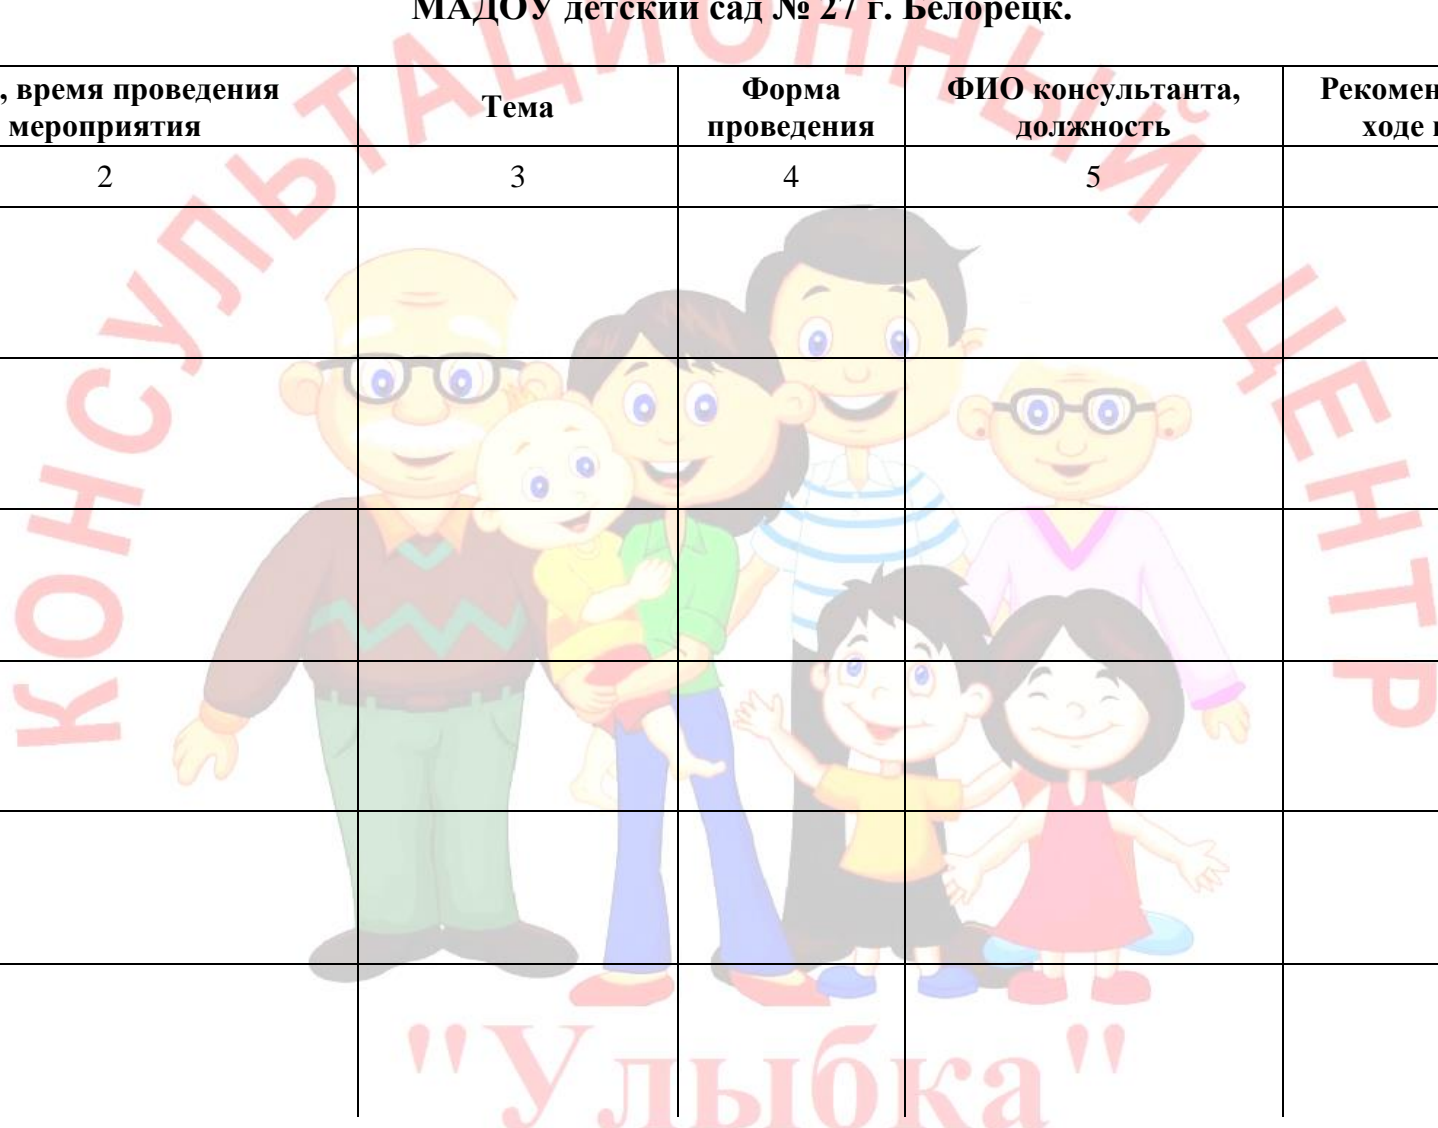 МАДОУ детский сад № 27 г. Белорецк.
КОНСУЛЬТАЦИОННЫЙ ЦЕНТР
, время проведения
мероприятия
Тема
Форма
проведения
ФИО консультанта,
должность
ходе
2
3
4
5
"Улыбка"